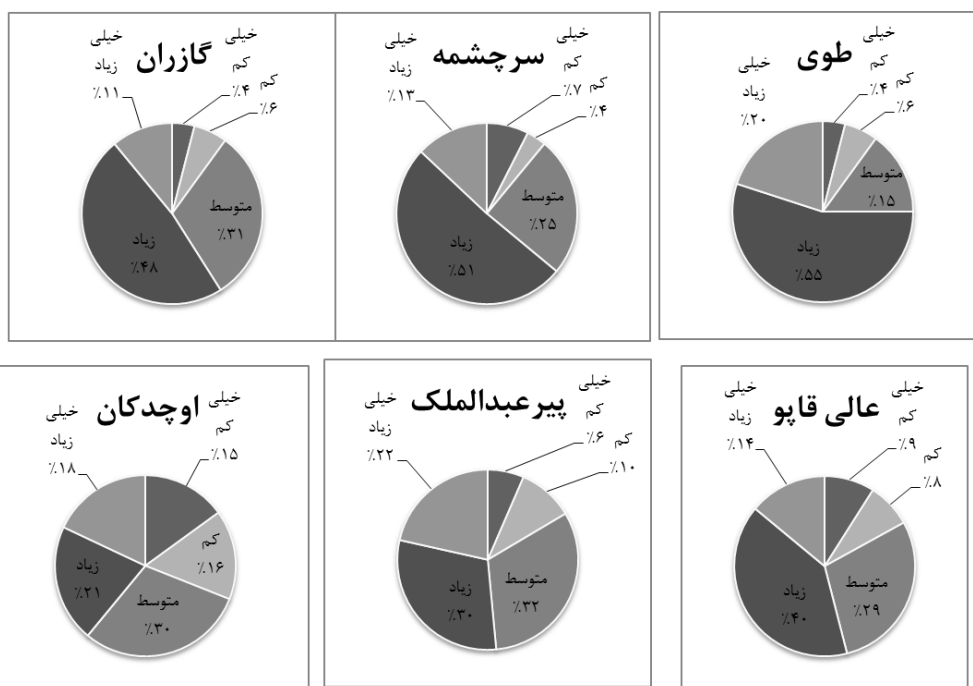 طوی
خیلی
کم
٪۴
کم
٪۶
متوسط
٪۱۵
زیاد
٪۵۵
خیلی
زیاد
٪۲۰
سرچشمه
خیلی
کم
٪۷
کم
٪۴
متوسط
٪۲۵
زیاد
٪۵۱
خیلی
زیاد
٪۱۳
گازران
خیلی
کم
٪۴
کم
٪۶
متوسط
٪۳۱
زیاد
٪۴۸
خیلی
زیاد
٪۱۱
عالی قاپو
خیلی
کم
٪۹
کم
٪۸
متوسط
٪۲۹
زیاد
٪۴۰
خیلی
زیاد
٪۱۴
پیرعبدالملک
خیلی
کم
٪۶
کم
٪۱۰
متوسط
٪۳۲
زیاد
٪۳۰
خیلی
زیاد
٪۲۲
اوچدکان
خیلی
کم
٪۱۵
کم
٪۱۶
متوسط
٪۳۰
زیاد
٪۲۱
خیلی
زیاد
٪۱۸